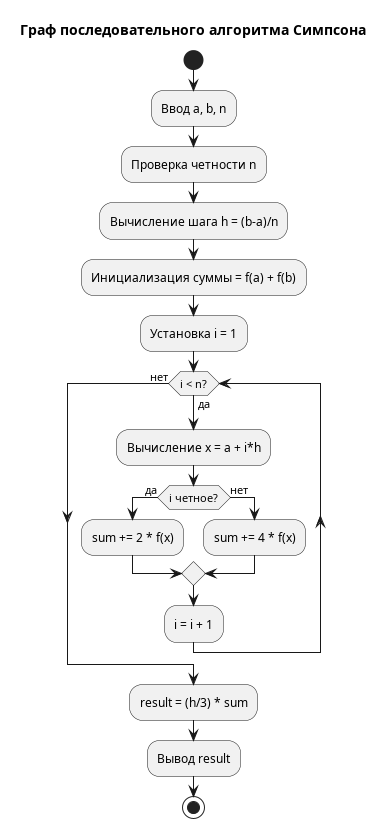 Граф последовательного алгоритма Симпсона
Ввод a, b, n
Проверка четности n
Вычисление шага h = (b-a)/n
Инициализация суммы = f(a) + f(b)
Установка i = 1
нет
i < n?
да
Вычисление x = a + i*h
да
i четное?
нет
sum += 2 * f(x)
sum += 4 * f(x)
i = i + 1
result = (h/3) * sum
Вывод result